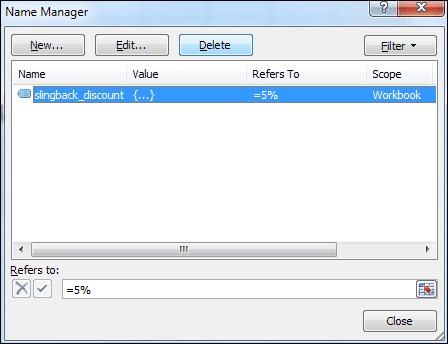 Name Manager
New... Edit... Delete Filter
Name Value Refers To Scope
slingback_discount {...} =5% Workbook
Refers to:
=5%
Close